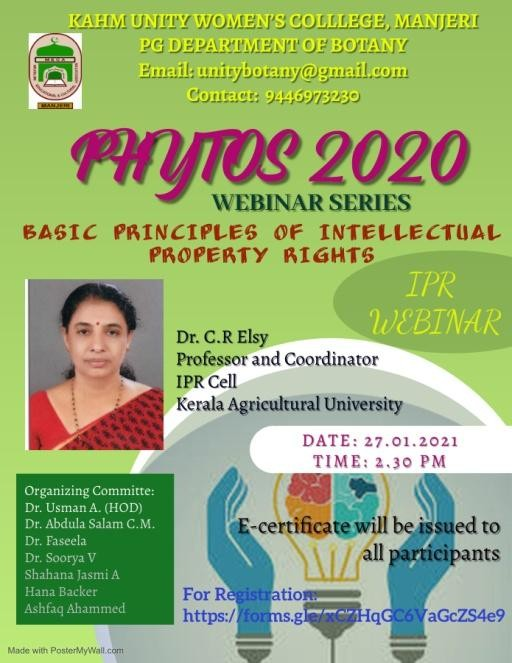 KAHM UNITY WOMEN'S COLLLEGE, MANJERI
PG DEPARTMENT OF BOTANY
Email: unitybotany@gmail.com
Contact: 9446973230
MANJERI
PHYTOS 2020
WEBINAR SERIES
BASIC PRINCIPLES OF INTELLECTUAL
PROPERTY RIGHTS
IPR
WEBINAR
Dr. C.R Elsy
Professor and Coordinator
IPR Cell
Kerala Agricultural University
DATE: 27.01.2021
TIME: 2.30 PM
Organizing Committe:
Dr. Usman A. (HOD)
Dr. Abdula Salam C.M.
Dr. Faseela
Dr. Soorya V
Shahana Jasmi A
Hana Backer
Ashfaq Ahammed
E-certificate will be issued to
all participants
For Registration:
https://forms.gle/xCZHqGC6VaGcZS4e9
Made with PosterMyWall.com